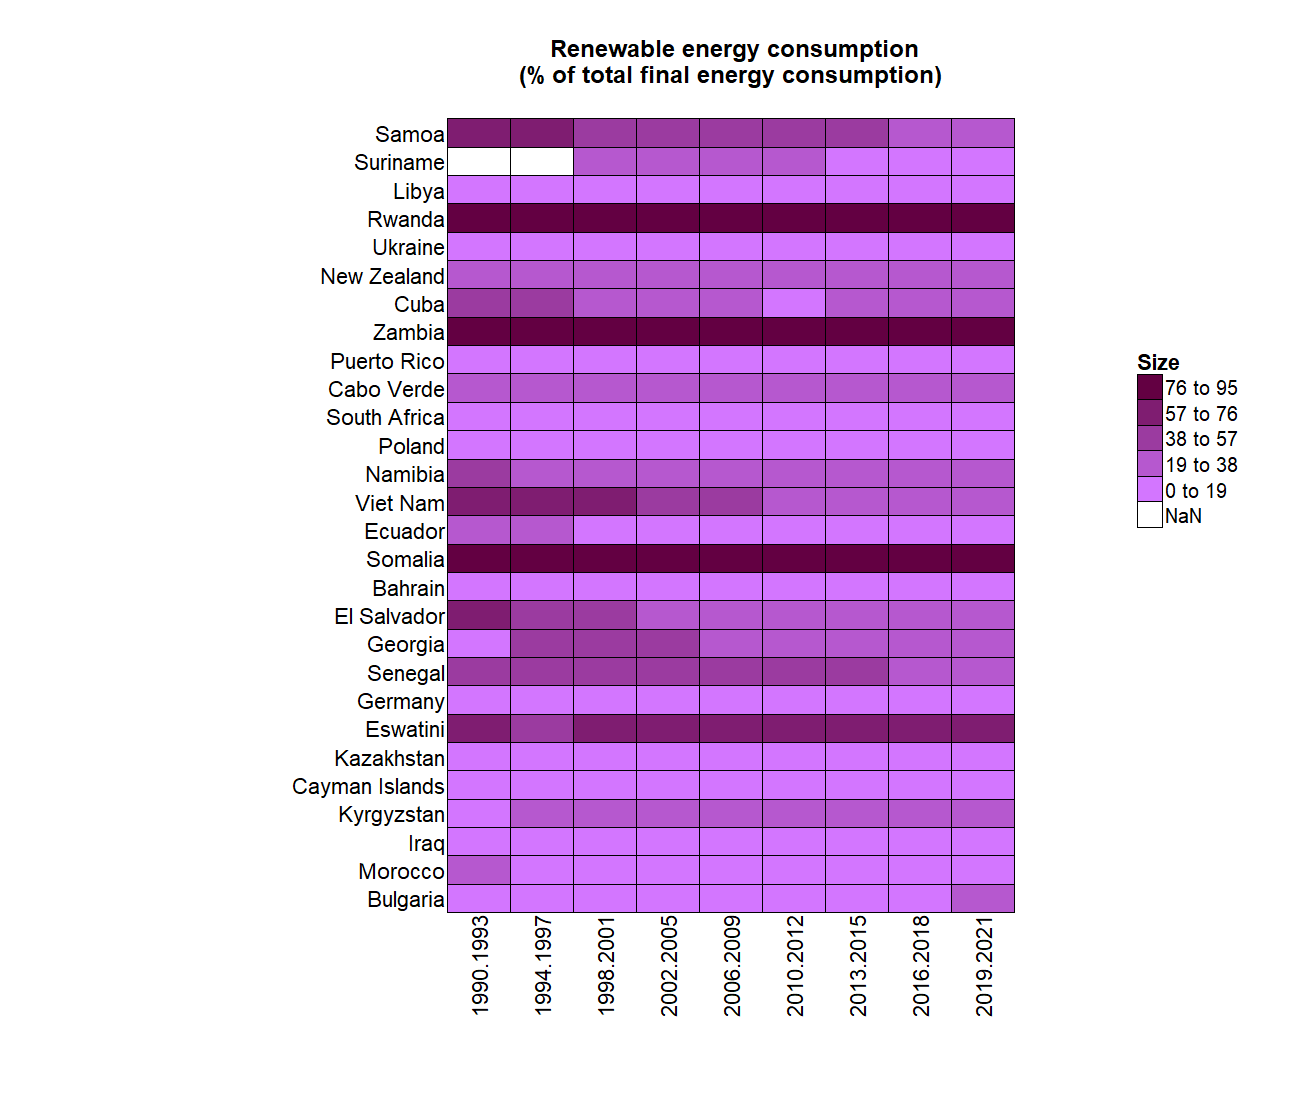 Renewable energy consumption
(% of total final energy consumption)
Samoa
Suriname
Libya
Rwanda
Ukraine
New Zealand
Cuba
Zambia
Puerto Rico
Cabo Verde
South Africa
Poland
Namibia
Viet Nam
Ecuador
Somalia
Bahrain
El Salvador
Georgia
Senegal
Germany
Eswatini
Kazakhstan
Cayman Islands
Kyrgyzstan
Iraq
Morocco
Bulgaria
1990.1993
1994.1997
1998.2001
2002.2005
2006.2009
2010.2012
2013.2015
2016.2018
2019.2021
Size
76 to 95
57 to 76
38 to 57
19 to 38
0 to 19
NaN